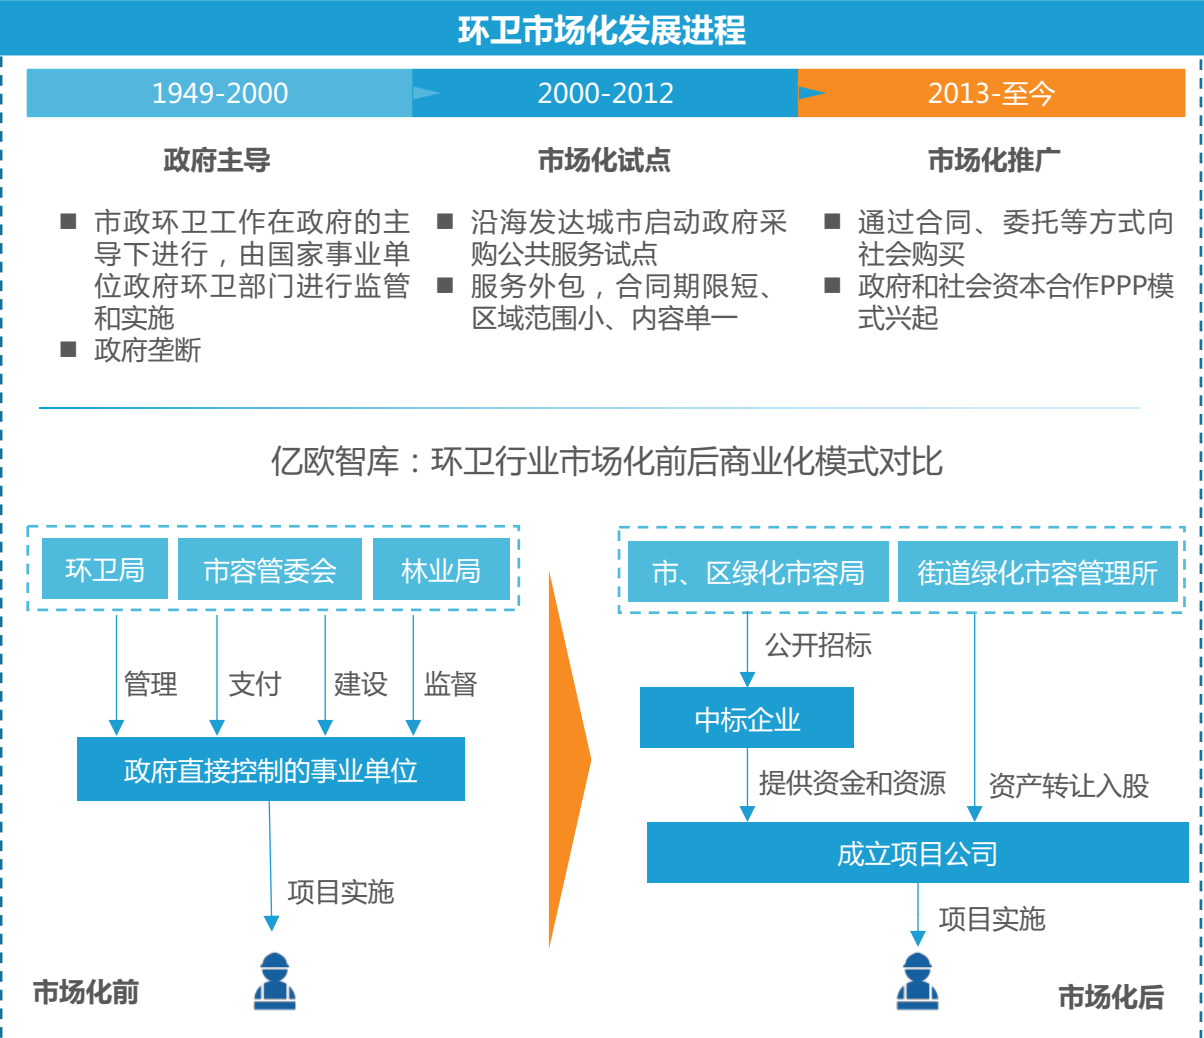 环卫市场化发展进程
1949-2000
2000-2012
2013-至今
政府主导
市场化试点
市场化推广
■ 市政环卫工作在政府的主
导下进行，由国家事业单
位政府环卫部门进行监管
和实施
■ 政府垄断
■ 沿海发达城市启动政府采
购公共服务试点
■ 服务外包，合同期限短、
区域范围小、内容单一
■ 通过合同、委托等方式向
社会购买
■ 政府和社会资本合作PPP模
式兴起
亿欧智库：环卫行业市场化前后商业化模式对比
环卫局
市容管委会
林业局
管理
支付
建设
监督
政府直接控制的事业单位
项目实施
市场化前
市、区绿化市容局
街道绿化市容管理所
公开招标
中标企业
提供资金和资源
资产转让入股
成立项目公司
项目实施
市场化后